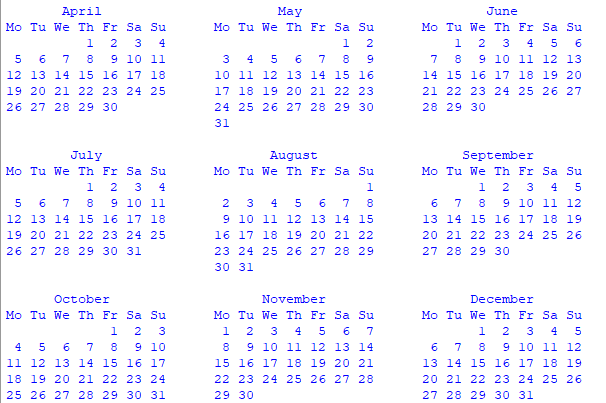 April                      May                       June
Mo Tu We Th Fr Sa Su      Mo Tu We Th Fr Sa Su      Mo Tu We Th Fr Sa Su
          1  2  3  4                      1  2          1  2  3  4  5  6
 5  6  7  8  9 10 11       3  4  5  6  7  8  9       7  8  9 10 11 12 13
12 13 14 15 16 17 18      10 11 12 13 14 15 16      14 15 16 17 18 19 20
19 20 21 22 23 24 25      17 18 19 20 21 22 23      21 22 23 24 25 26 27
26 27 28 29 30            24 25 26 27 28 29 30      28 29 30
                          31
July                     August                  September
Mo Tu We Th Fr Sa Su      Mo Tu We Th Fr Sa Su      Mo Tu We Th Fr Sa Su
          1  2  3  4                         1             1  2  3  4  5
 5  6  7  8  9 10 11       2  3  4  5  6  7  8       6  7  8  9 10 11 12
12 13 14 15 16 17 18       9 10 11 12 13 14 15      13 14 15 16 17 18 19
19 20 21 22 23 24 25      16 17 18 19 20 21 22      20 21 22 23 24 25 26
26 27 28 29 30 31         23 24 25 26 27 28 29      27 28 29 30
                          30 31
October                  November                  December
Mo Tu We Th Fr Sa Su      Mo Tu We Th Fr Sa Su      Mo Tu We Th Fr Sa Su
             1  2  3       1  2  3  4  5  6  7             1  2  3  4  5
 4  5  6  7  8  9 10       8  9 10 11 12 13 14       6  7  8  9 10 11 12
11 12 13 14 15 16 17      15 16 17 18 19 20 21      13 14 15 16 17 18 19
18 19 20 21 22 23 24      22 23 24 25 26 27 28      20 21 22 23 24 25 26
25 26 27 28 29 30 31      29 30                     27 28 29 30 31